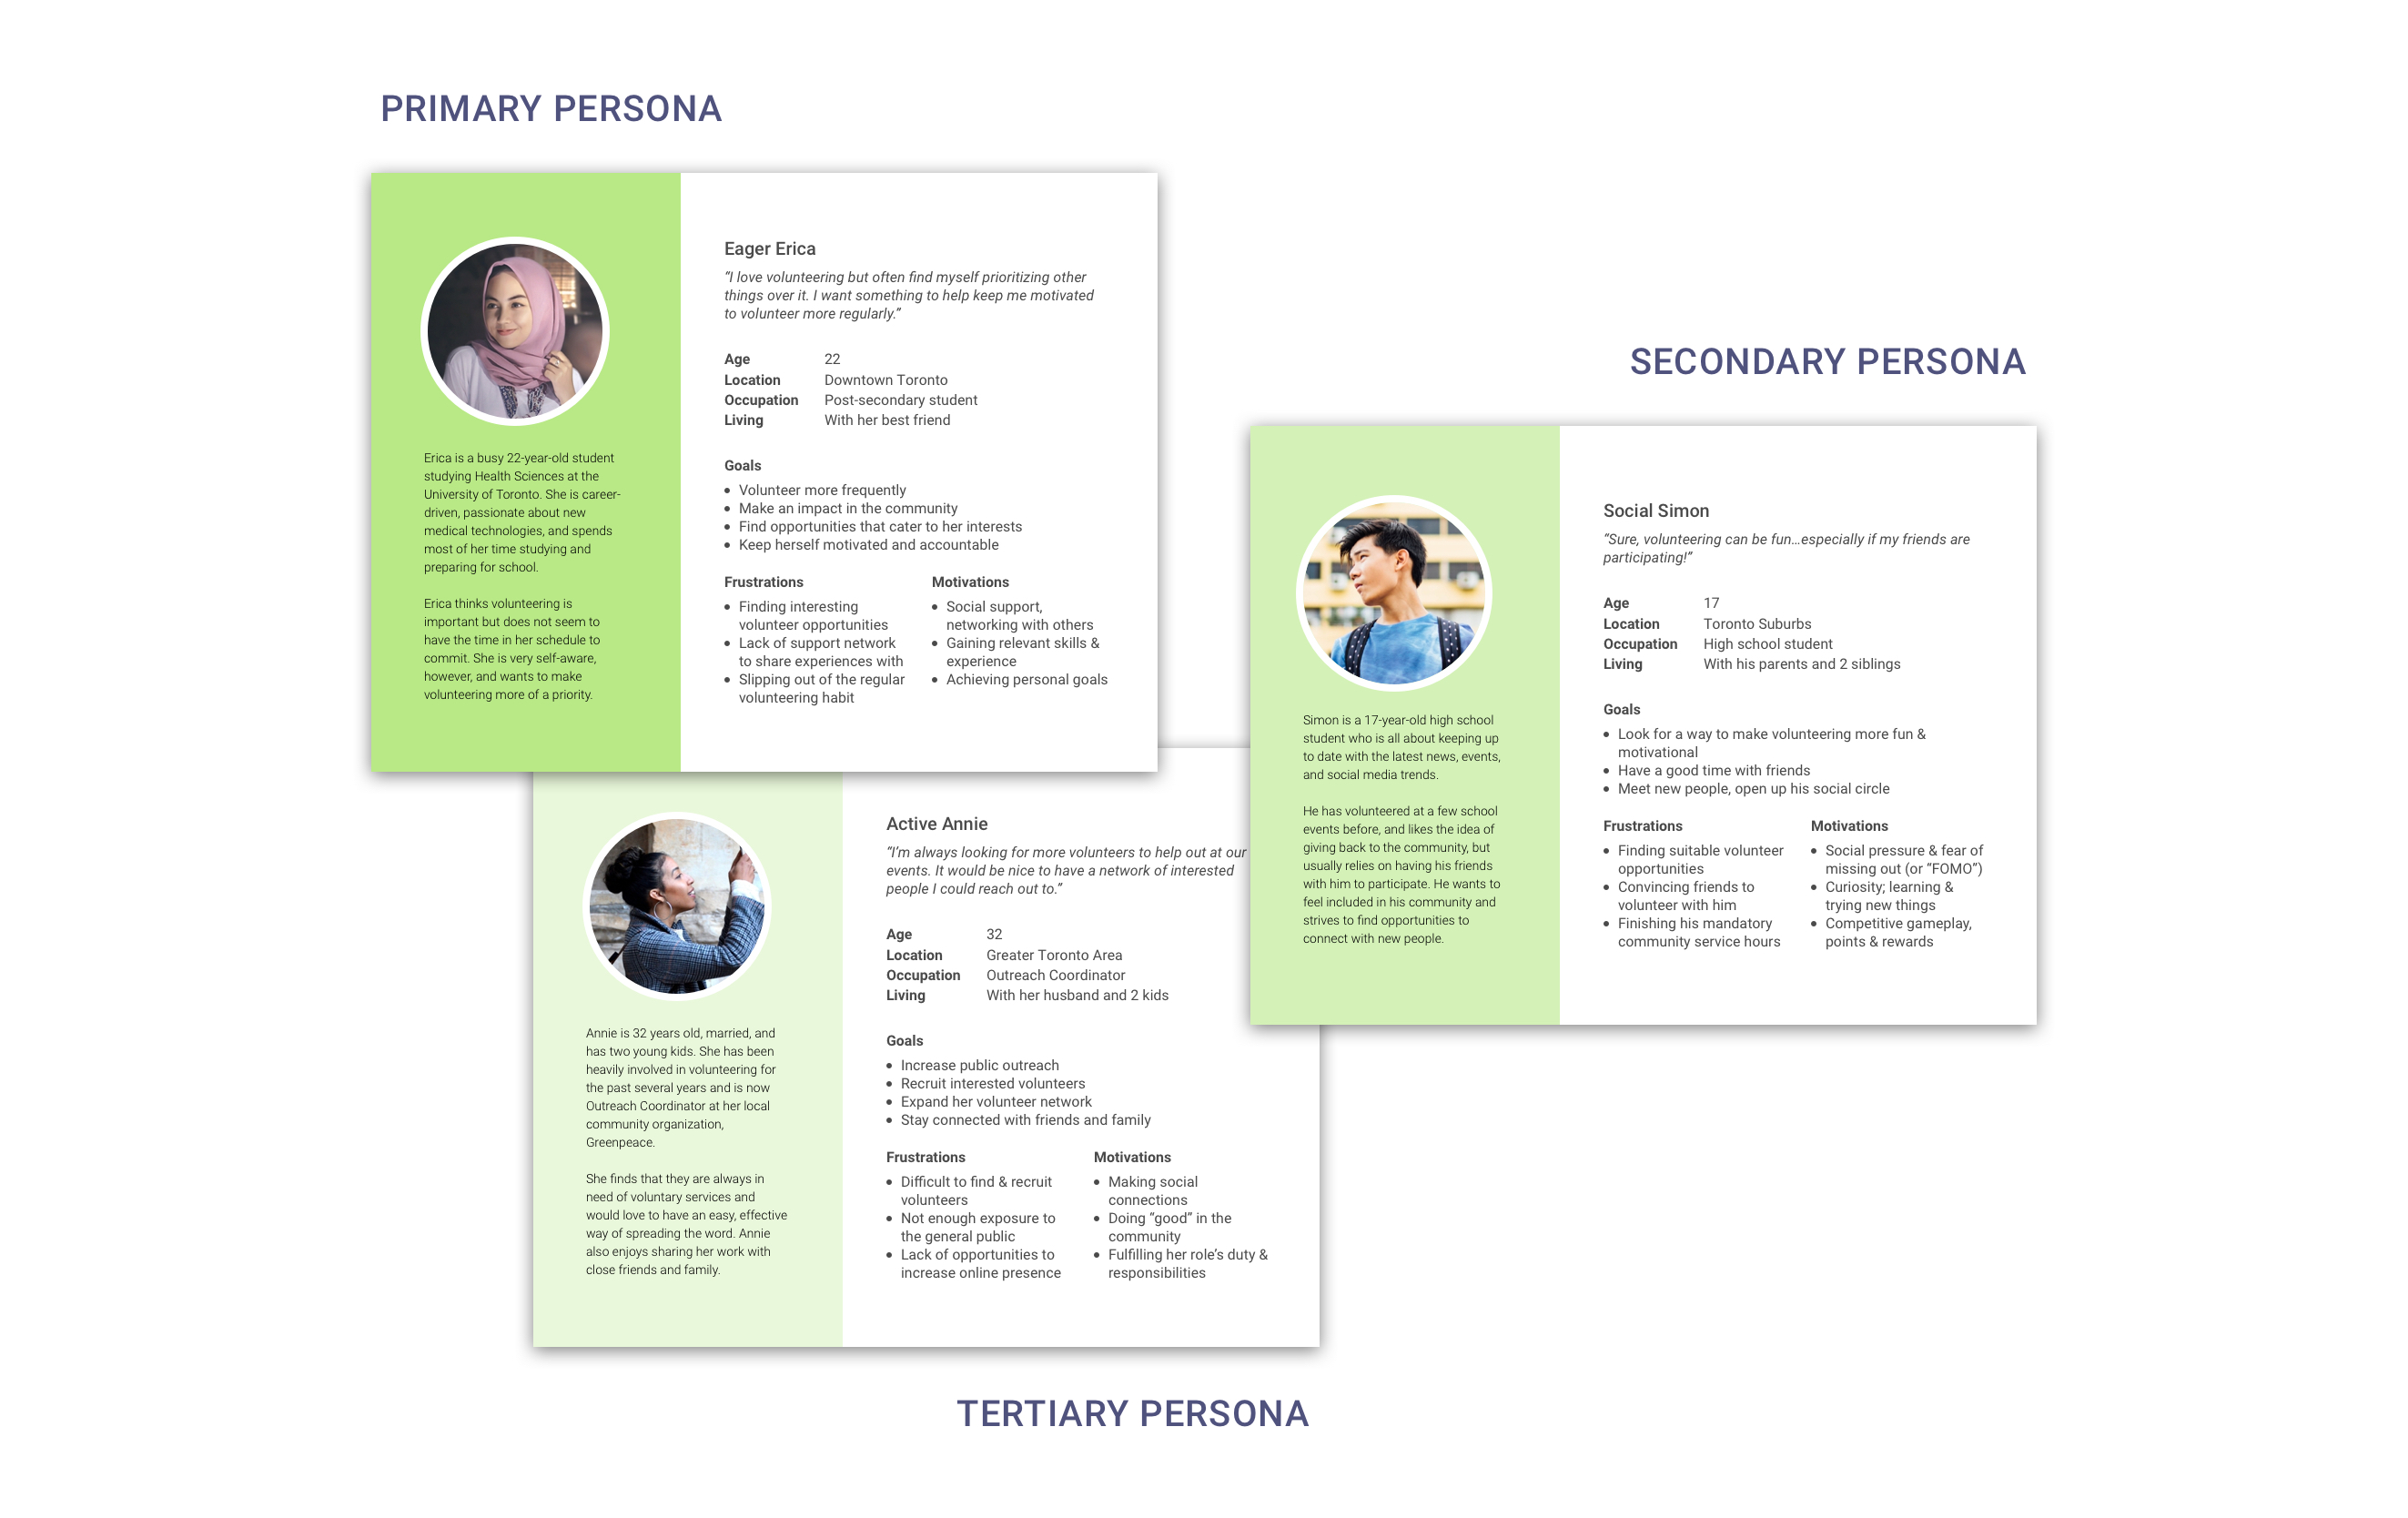 PRIMARY PERSONA
Erica is a busy 22-year-old student
studying Health Sciences at the
University of Toronto. She is career-
driven, passionate about new
medical technologies, and spends
most of her time studying and
preparing for school.
Erica thinks volunteering is
important but does not seem to
have the time in her schedule to
commit. She is very self-aware,
however, and wants to make
volunteering more of a priority.
Eager Erica
“I love volunteering but often find myself prioritizing other
things over it. I want something to help keep me motivated
to volunteer more regularly.”
Age 22
Location Downtown Toronto
Occupation Post-secondary student
Living With her best friend
Goals
• Volunteer more frequently
• Make an impact in the community
• Find opportunities that cater to her interests
• Keep herself motivated and accountable
Frustrations
• Finding interesting
volunteer opportunities
• Lack of support network
to share experiences with
• Slipping out of the regular
volunteering habit
Motivations
• Social support,
networking with others
• Gaining relevant skills &
experience
• Achieving personal goals
SECONDARY PERSONA
Simon is a 17-year-old high school
student who is all about keeping up
to date with the latest news, events,
and social media trends.
He has volunteered at a few school
events before, and likes the idea of
giving back to the community, but
usually relies on having his friends
with him to participate. He wants to
feel included in his community and
strives to find opportunities to
connect with new people.
Social Simon
“Sure, volunteering can be fun…especially if my friends are
participating!”
Age 17
Location Toronto Suburbs
Occupation High school student
Living With his parents and 2 siblings
Goals
• Look for a way to make volunteering more fun &
motivational
• Have a good time with friends
• Meet new people, open up his social circle
Frustrations
• Finding suitable volunteer
opportunities
• Convincing friends to
volunteer with him
• Finishing his mandatory
community service hours
Motivations
• Social pressure & fear of
missing out (or “FOMO”)
• Curiosity; learning &
trying new things
• Competitive gameplay,
points & rewards
Annie is 32 years old, married, and
has two young kids. She has been
heavily involved in volunteering for
the past several years and is now
Outreach Coordinator at her local
community organization,
Greenpeace.
She finds that they are always in
need of voluntary services and
would love to have an easy, effective
way of spreading the word. Annie
also enjoys sharing her work with
close friends and family.
Active Annie
“I’m always looking for more volunteers to help out at our
events. It would be nice to have a network of interested
people I could reach out to.”
Age 32
Location Greater Toronto Area
Occupation Outreach Coordinator
Living With her husband and 2 kids
Goals
• Increase public outreach
• Recruit interested volunteers
• Expand her volunteer network
• Stay connected with friends and family
Frustrations
• Difficult to find & recruit
volunteers
• Not enough exposure to
the general public
• Lack of opportunities to
increase online presence
Motivations
• Making social
connections
• Doing “good” in the
community
• Fulfilling her role’s duty &
responsibilities
TERTIARY PERSONA